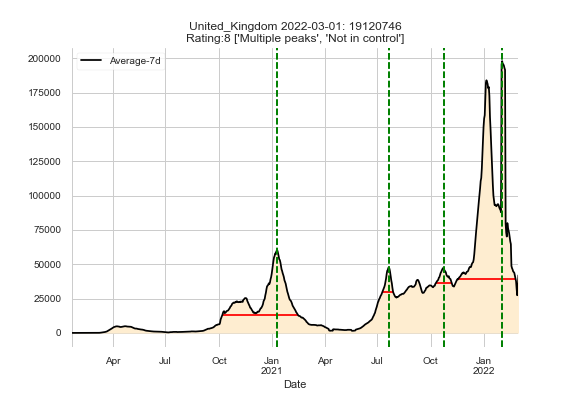 United_Kingdom 2022-03-01: 19120746
Rating:8 ['Multiple peaks', 'Not in control']
Average-7d
200000
175000
150000
125000
100000
75000
50000
25000
0
Apr Jul Oct Jan Apr Jul Oct Jan
2021 2022
Date